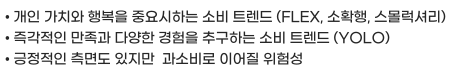 • 개인 가치와 행복을 중요시하는 소비 트렌드 (FLEX, 소확행, 스몰럭셔리)
• 즉각적인 만족과 다양한 경험을 추구하는 소비 트렌드 (YOLO)
• 긍정적인 측면도 있지만 과소비로 이어질 위험성